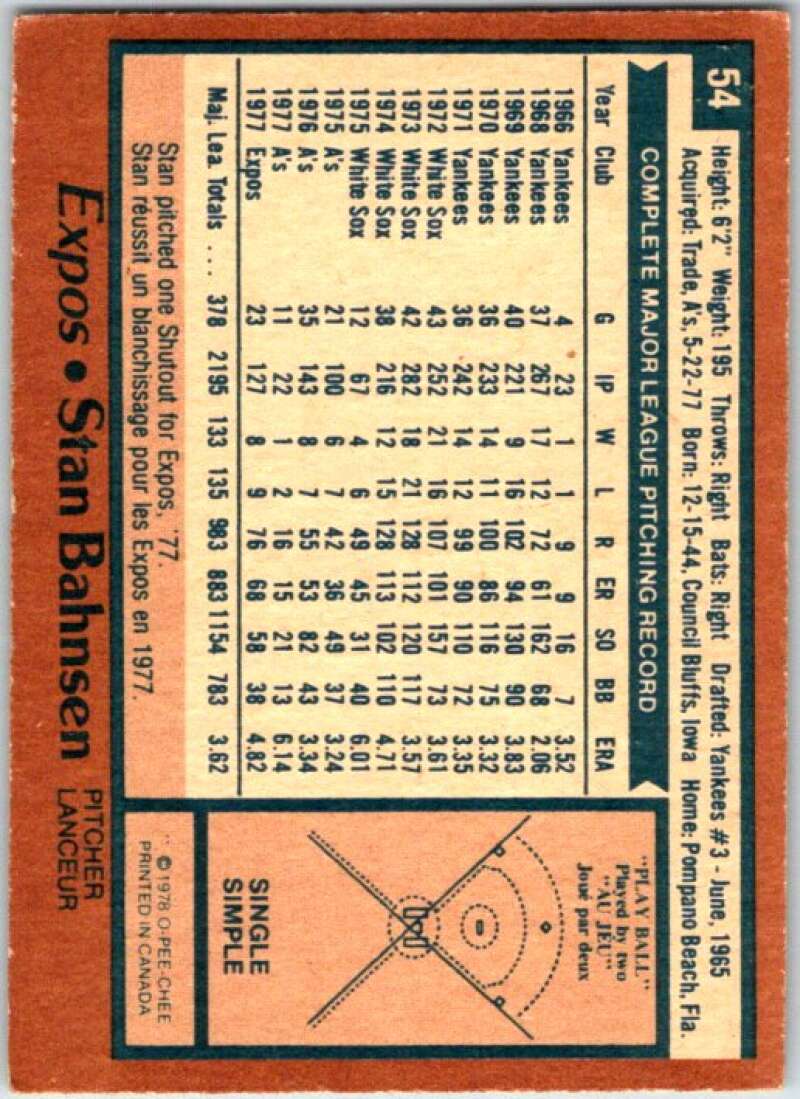 54
Height: 6'2" Weight: 195 Throws: Right Bats: Right Drafted: Yankees #3 - June, 1965
Acquired: Trade, A's, 5-22-77 Born: 12-15-44, Council Bluffs, Iowa Home: Pompano Beach, Fla.
COMPLETE MAJOR LEAGUE PITCHING RECORD
Year Club G IP W L R ER SO BB ERA
1966 Yankees 4 23 1 1 9 9 16 7 3.52
1968 Yankees 37 267 17 12 72 61 162 68 2.06
1969 Yankees 40 221 9 16 102 94 130 90 3.83
1970 Yankees 36 233 14 11 100 86 116 75 3.32
1971 Yankees 36 242 14 12 99 90 110 72 3.35
1972 White Sox 43 252 21 16 107 101 157 73 3.61
1973 White Sox 42 282 18 21 128 112 120 117 3.57
1974 White Sox 38 216 12 15 128 113 102 110 4.71
1975 White Sox 12 67 4 6 49 45 31 40 6.01
1975 A's 21 100 6 7 42 36 49 37 3.24
1976 A's 35 143 8 7 55 53 82 43 3.34
1977 A's 11 22 1 2 16 15 21 13 6.14
1977 Expos 23 127 8 9 76 68 58 38 4.82
Maj. Lea. Totals ... 378 2195 133 135 983 883 1154 783 3.62
Stan pitched one Shutout for Expos, '77.
Stan réussit un blanchissage pour les Expos en 1977.
"PLAY BALL"
Played by two
"AU JEU"
Joué par deux
SINGLE
SIMPLE
** © 1978 O-PEE-CHEE
PRINTED IN CANADA
Expos • Stan Bahnsen PITCHER
LANCEUR